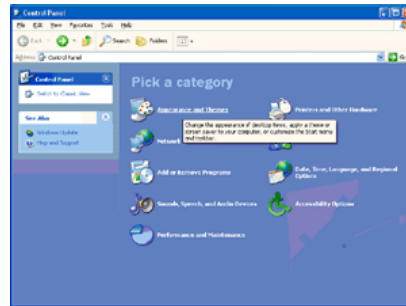 Control Panel
File Edit View Favorites Tools Help
Back Search Folders
Address Control Panel
Control Panel
Switch to Classic View
See Also
Windows Update
Help and Support
Pick a category
Appearance and Themes
Printers and Other Hardware
Change the appearance of desktop items, apply a theme or
screen saver to your computer, or customize the Start menu
and taskbar.
Network
Add or Remove Programs
Date, Time, Language, and Regional
Options
Sounds, Speech, and Audio Devices
Accessibility Options
Performance and Maintenance